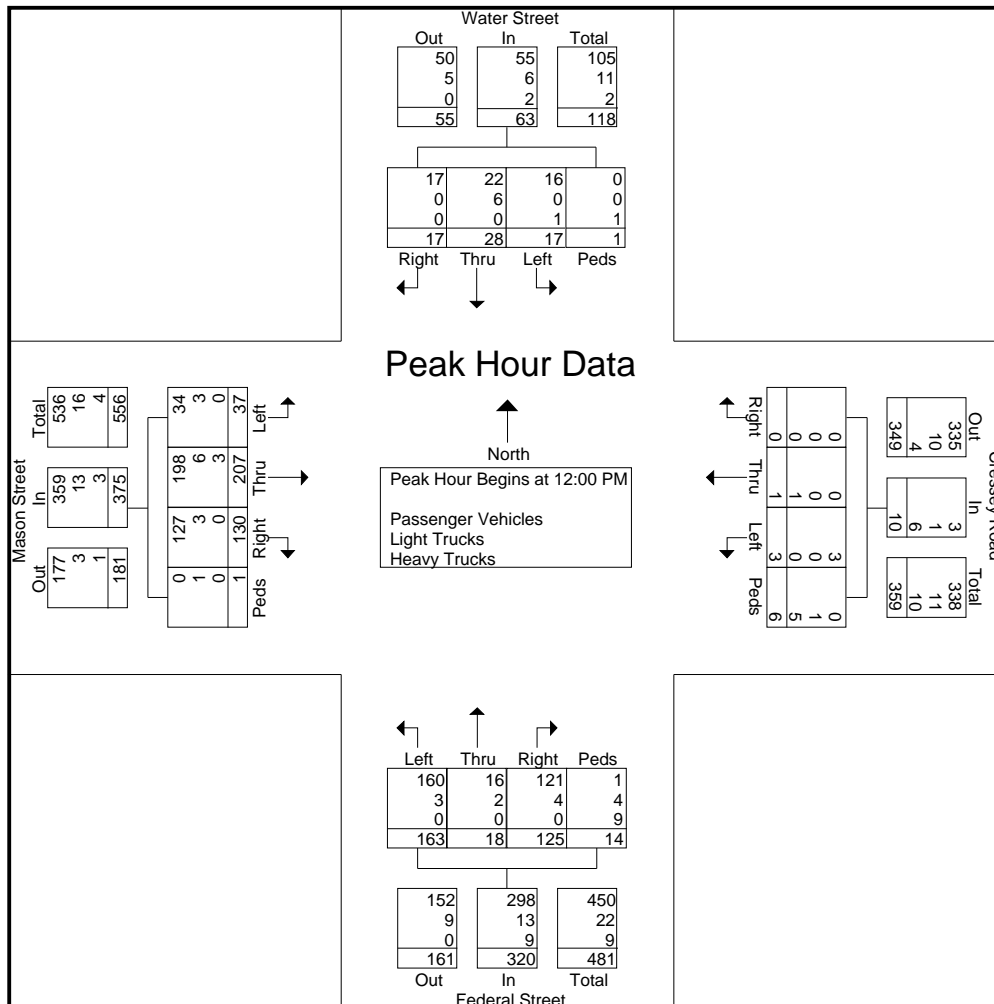 Water Street
Out In Total
50 55 105
5 6 11
0 2 2
55 63 118
17 22 16 0
0 6 0 0
0 0 1 1
17 28 17 1
Right Thru Left Peds
Peak Hour Data
North
Peak Hour Begins at 12:00 PM
Passenger Vehicles
Light Trucks
Heavy Trucks
Mason Street
Out In Total
177 359 536
3 13 16
1 3 4
181 375 556
0 127 198 34
1 3 6 3
0 0 3 0
1 130 207 37
Peds Right Thru Left
Out In Total
335 3 338
10 1 11
4 6 10
349 10 359
0 0 3 0
0 0 0 1
0 1 0 5
0 1 3 6
Right Thru Left Peds
Road
Left Thru Right Peds
160 16 121 1
3 2 4 4
0 0 0 9
163 18 125 14
152 298 450
9 13 22
0 9 9
161 320 481
Out In Total
Federal Street